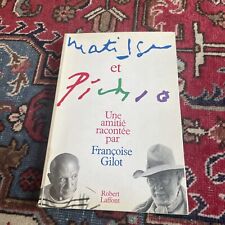 Matisse
et
Picasso
Une
amitié
racontée
par
Françoise
Gilot
Robert
Laffont